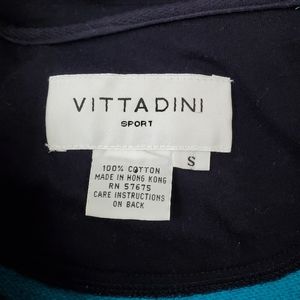 VITTADINI
SPORT
S
100% COTTON
MADE IN HONG KONG
RN 57675
CARE INSTRUCTIONS
ON BACK